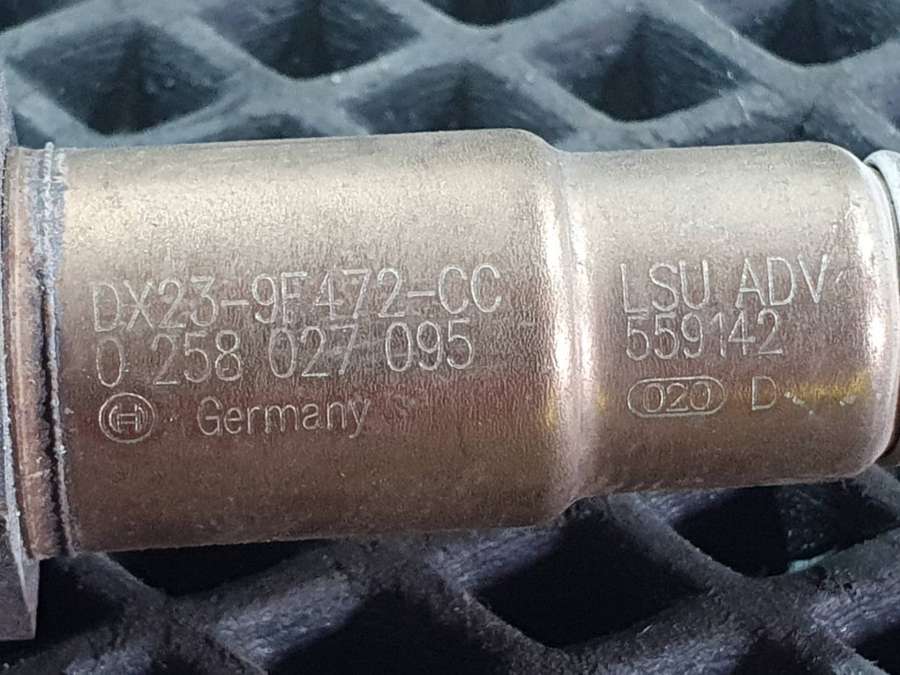 DX23-9F472-CC
0 258 027 095
Germany
LSU ADV
559142
020 D